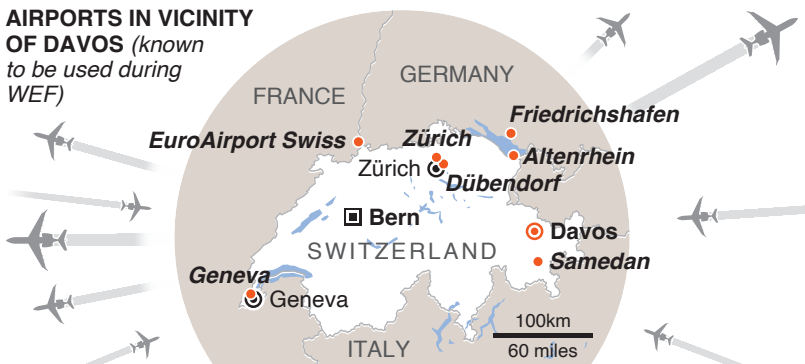 AIRPORTS IN VICINITY
OF DAVOS (known
to be used during
WEF)
GERMANY
FRANCE
Friedrichshafen
EuroAirport Swiss
Zürich
Altenrhein
Zürich
Dübendorf
Bern
Davos
SWITZERLAND
Samedan
Geneva
Geneva
100km
60 miles
ITALY